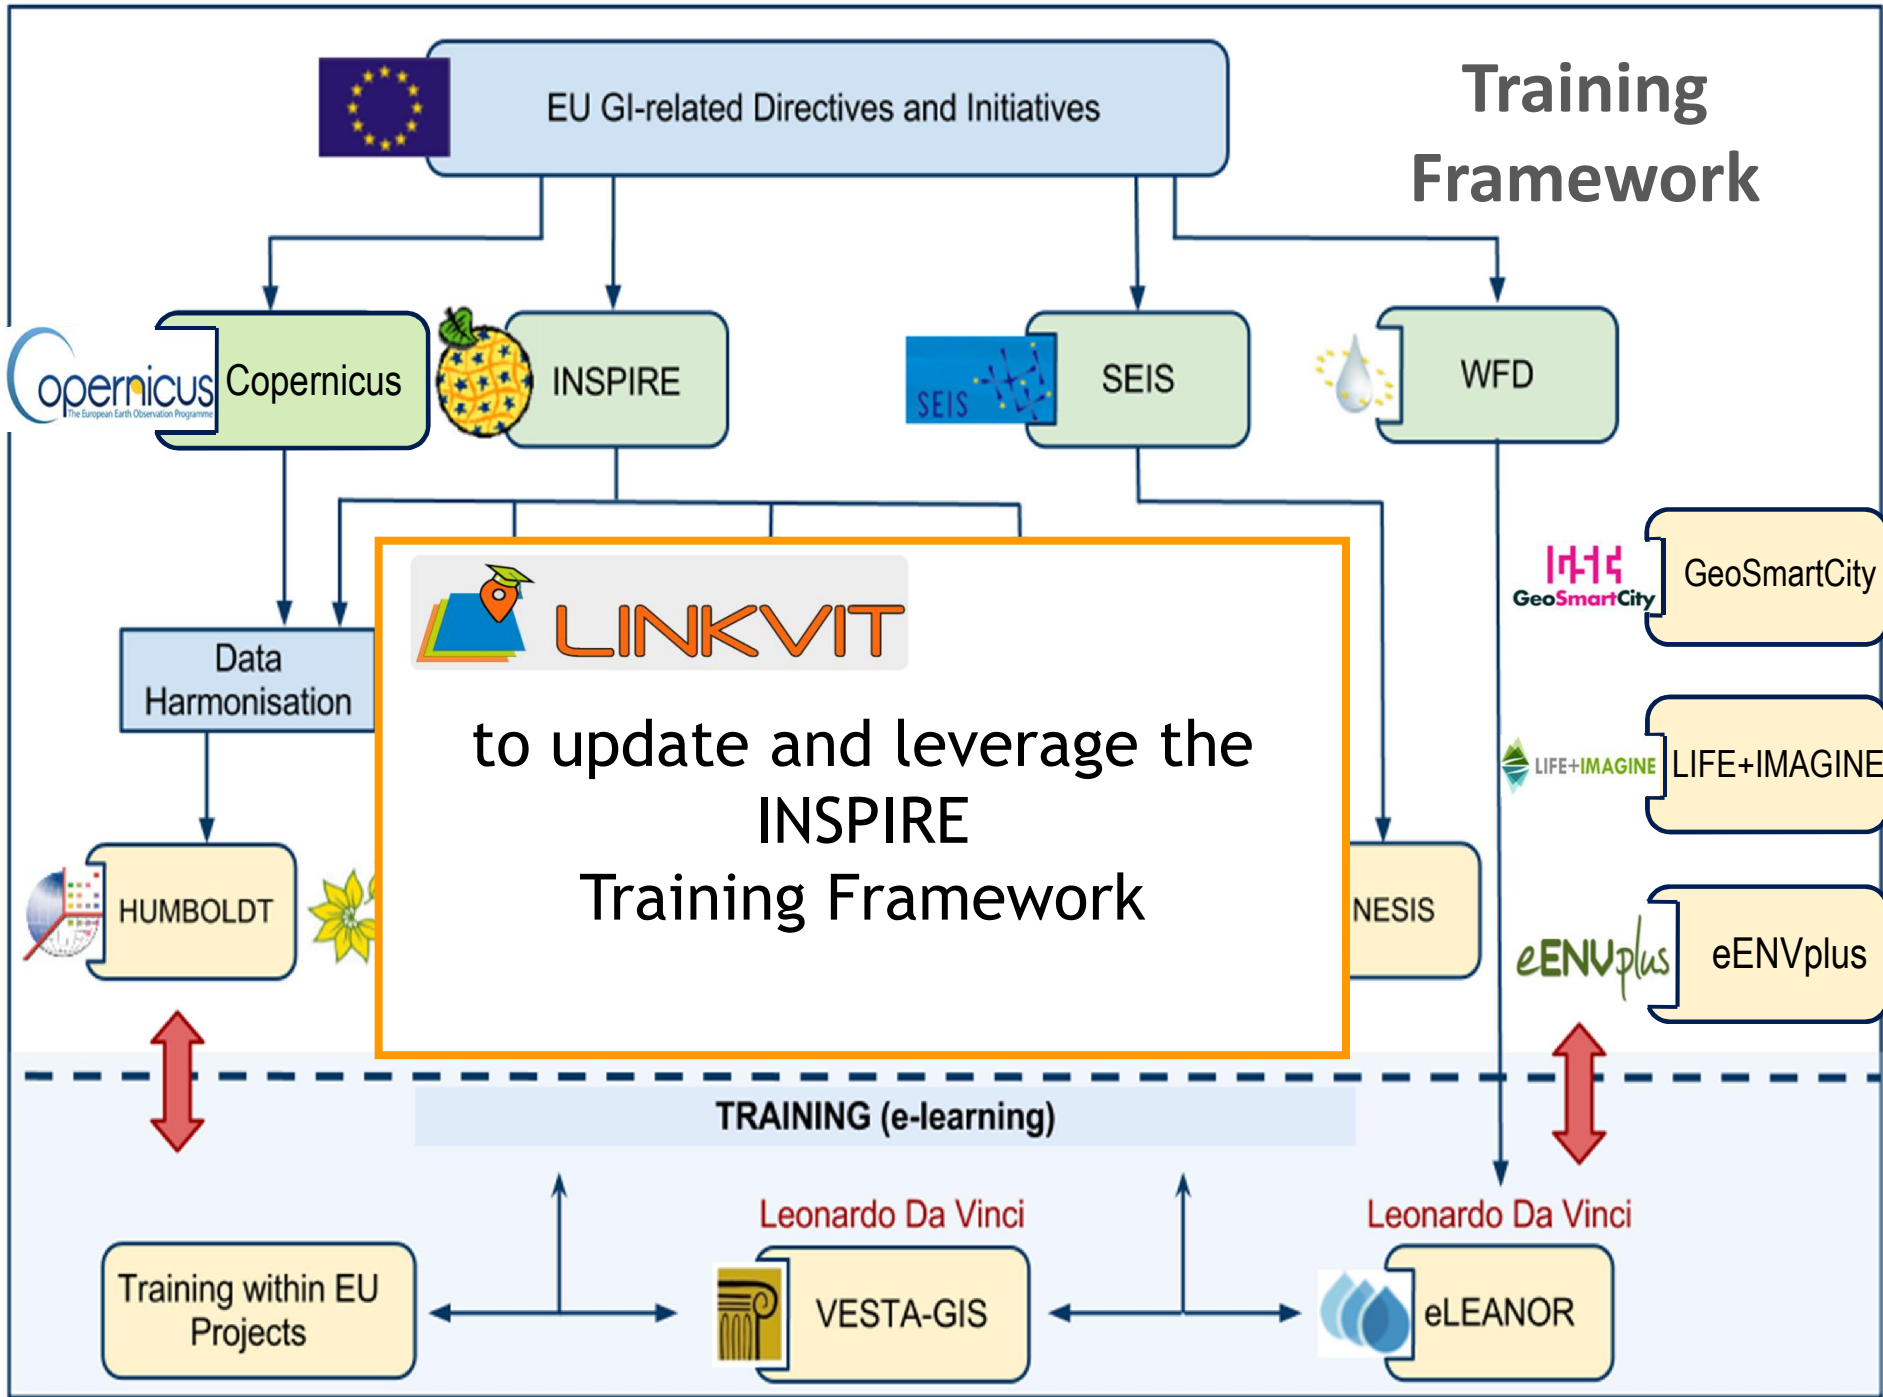 Training
Framework
EU GI-related Directives and Initiatives
Copernicus
The European Earth Observation Programme
Copernicus
INSPIRE
SEIS
SEIS
WFD
GeoSmartCity
GeoSmartCity
Data
Harmonisation
LINKVIT
to update and leverage the
INSPIRE
Training Framework
LIFE+IMAGINE
LIFE+IMAGINE
HUMBOLDT
NESIS
eENVplus
eENVplus
TRAINING (e-learning)
Leonardo Da Vinci
Leonardo Da Vinci
Training within EU
Projects
VESTA-GIS
eLEANOR